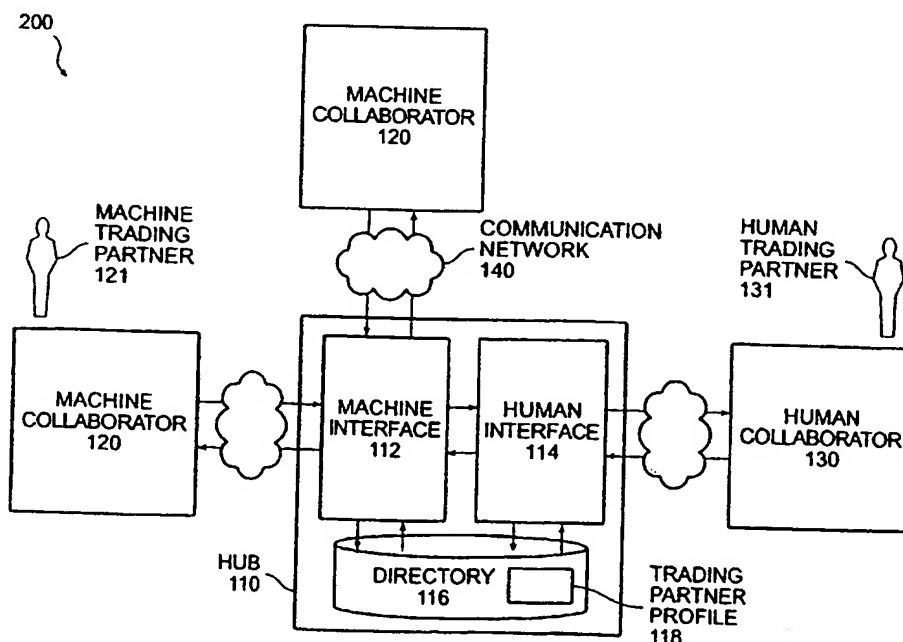 200
MACHINE
COLLABORATOR
120
MACHINE
TRADING
PARTNER
121
COMMUNICATION
NETWORK
140
HUMAN
TRADING
PARTNER
131
MACHINE
COLLABORATOR
120
MACHINE
INTERFACE
112
HUMAN
INTERFACE
114
HUMAN
COLLABORATOR
130
HUB
110
DIRECTORY
116
TRADING
PARTNER
PROFILE
118